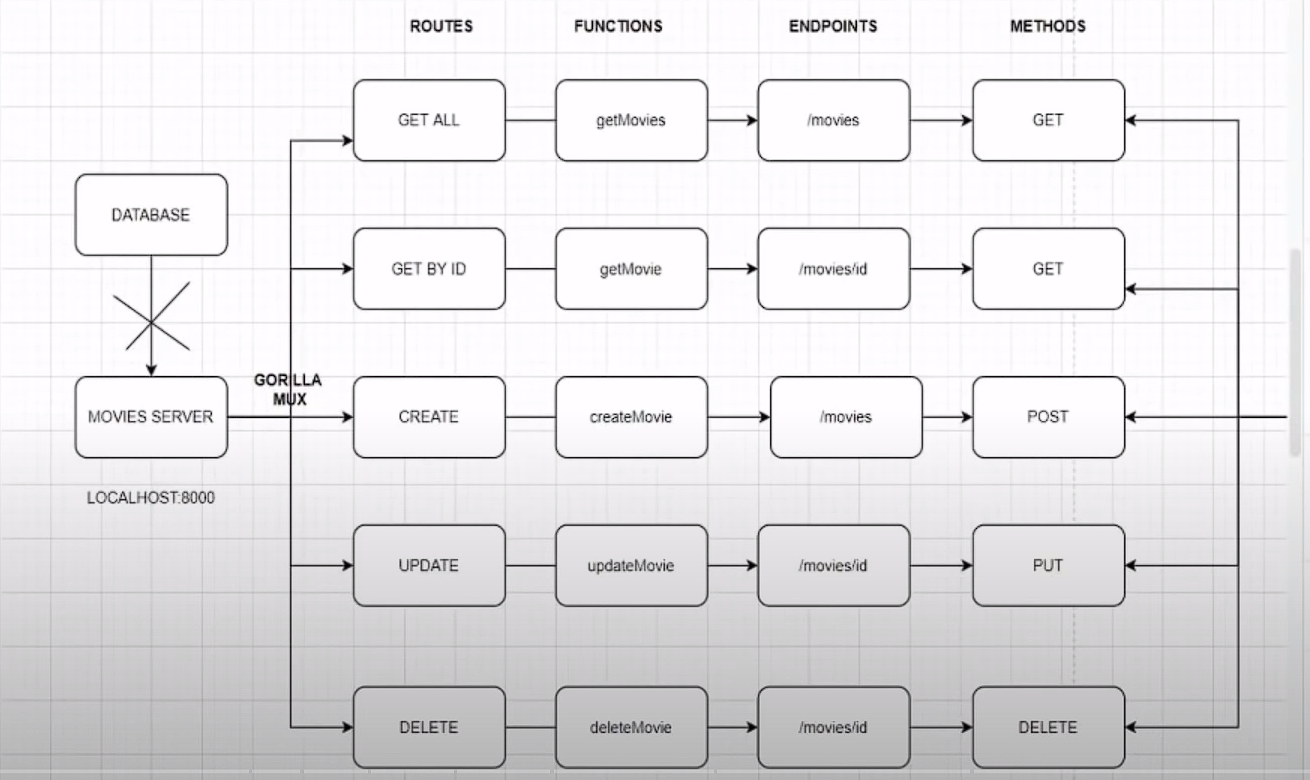 ROUTES
FUNCTIONS
ENDPOINTS
METHODS
GET ALL
getMovies
/movies
GET
DATABASE
GET BY ID
getMovie
/movies/id
GET
GORILLA
MUX
MOVIES SERVER
CREATE
createMovie
/movies
POST
LOCALHOST:8000
UPDATE
updateMovie
/movies/id
PUT
DELETE
deleteMovie
/movies/id
DELETE